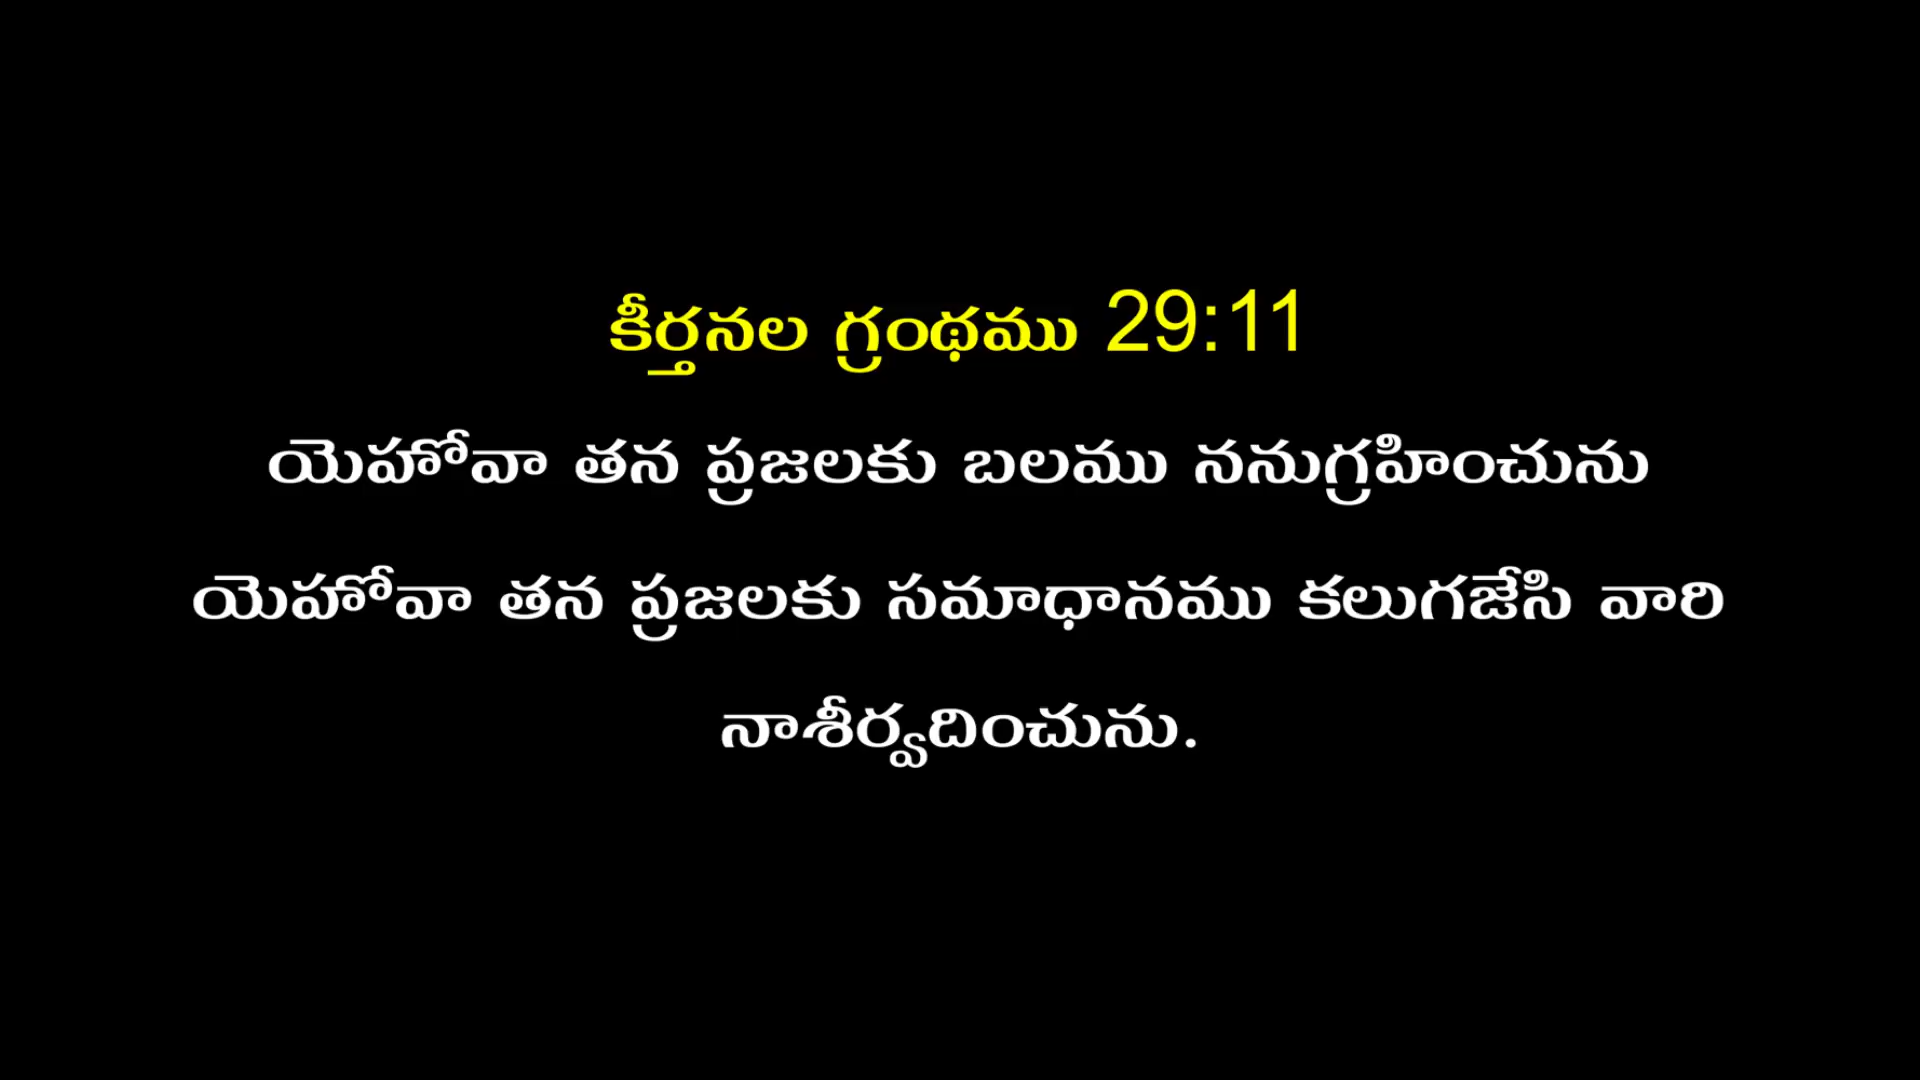 కీర్తనల గ్రంథము 29:11
యెహోవా తన ప్రజలకు బలము ననుగ్రహించును
యెహోవా తన ప్రజలకు సమాధానము కలుగజేసి వారి
నాశీర్వదించును.